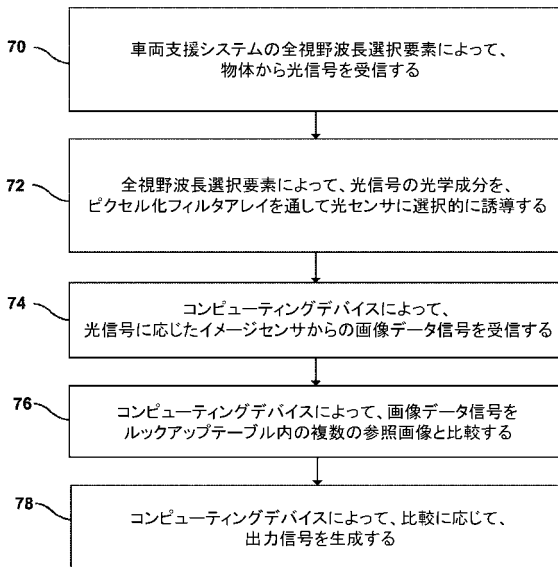 70
車両支援システムの全視野波長選択要素によって、
物体から光信号を受信する
72
全視野波長選択要素によって、光信号の光学成分を、
ピクセル化フィルタアレイを通して光センサに選択的に誘導する
74
コンピューティングデバイスによって、
光信号に応じたイメージセンサからの画像データ信号を受信する
76
コンピューティングデバイスによって、画像データ信号を
ルックアップテーブル内の複数の参照画像と比較する
78
コンピューティングデバイスによって、比較に応じて、
出力信号を生成する